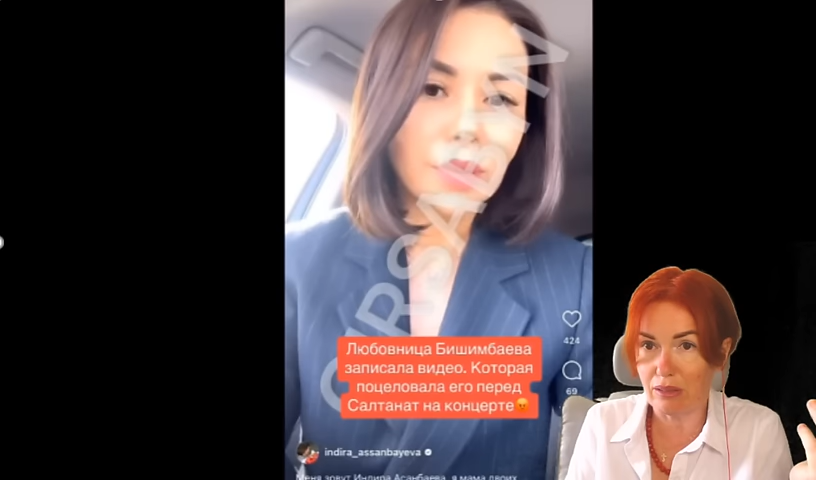 Любовница Бишимбаева
записала видео. Которая
поцеловала его перед
Салтанат на концерте
424
69
indira_assanbayeva
Меня зовут Индира Асанбаева, я мама двоих